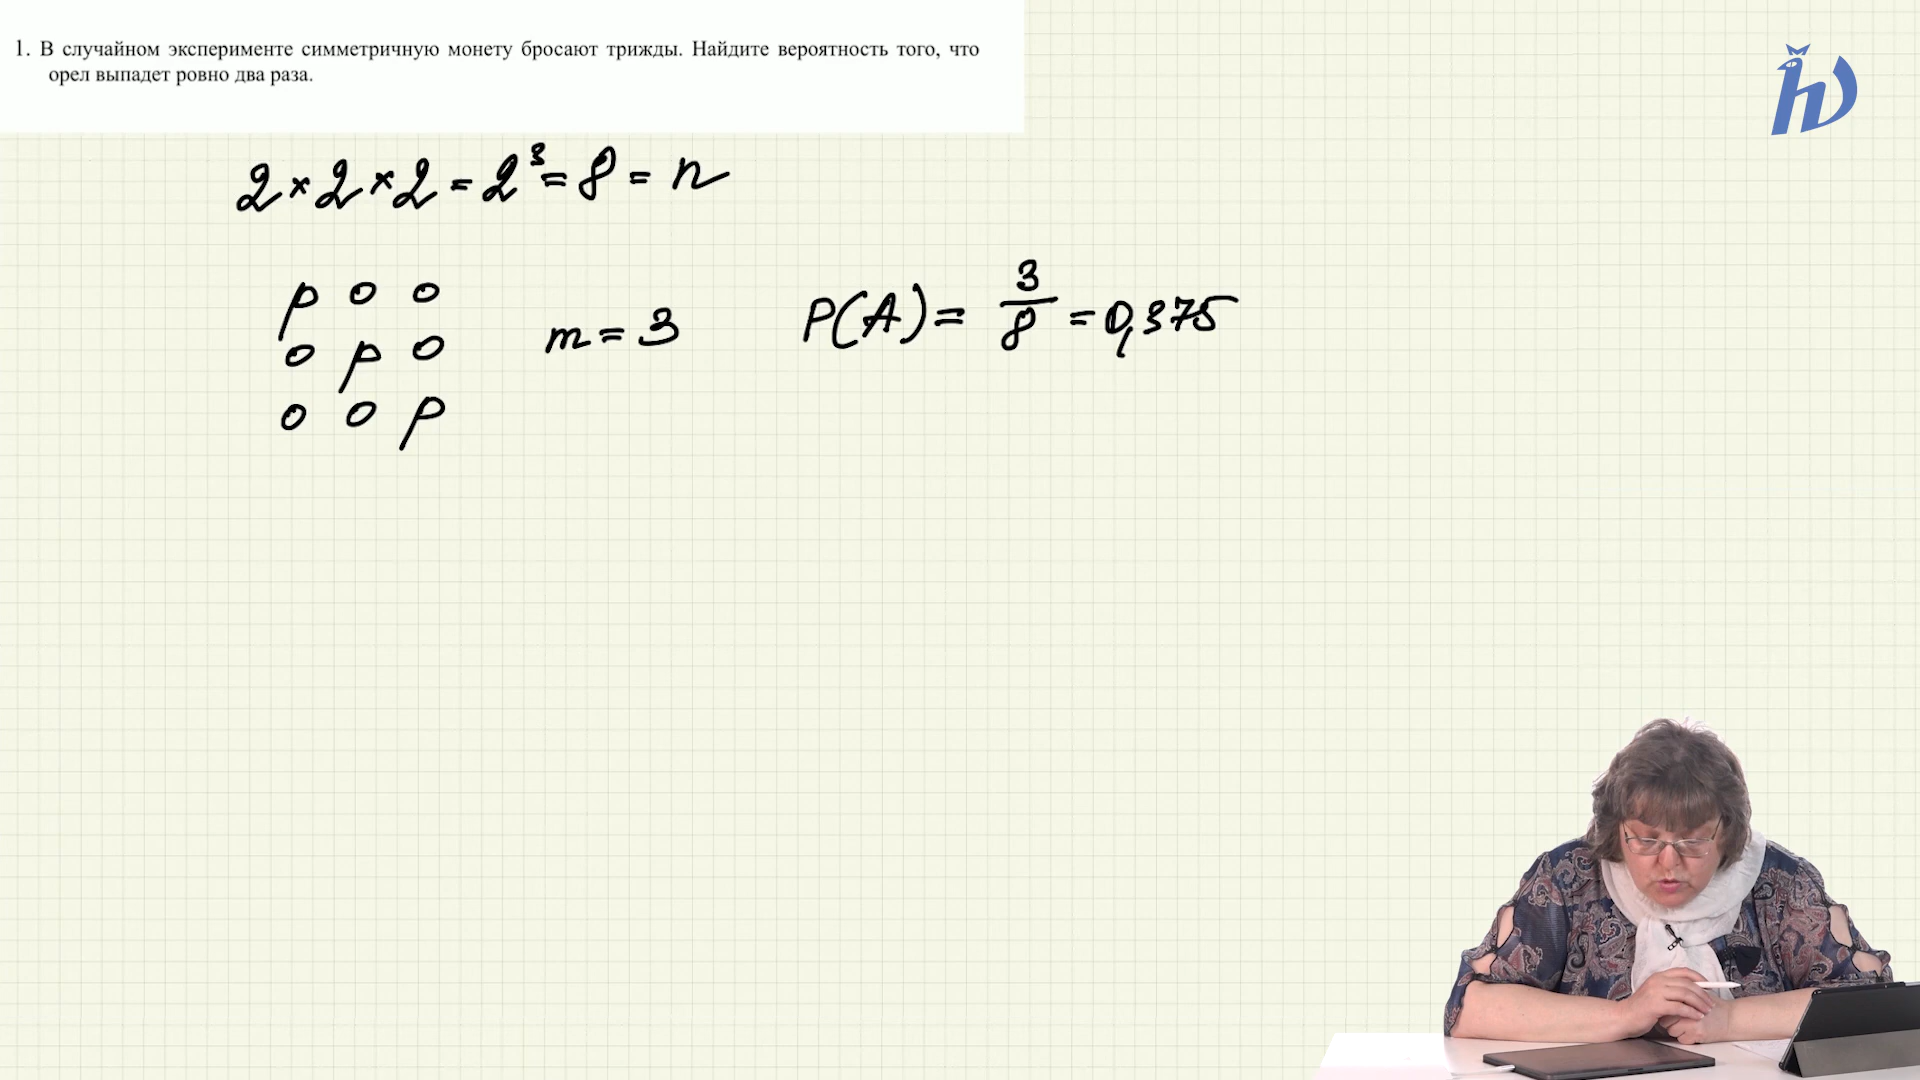 1. В случайном эксперименте симметричную монету бросают трижды. Найдите вероятность того, что
орел выпадет ровно два раза.
2 × 2 × 2 = 2³ = 8 = n
р о о
о р о
о о р
m = 3
P(A) = 3/8 = 0,375